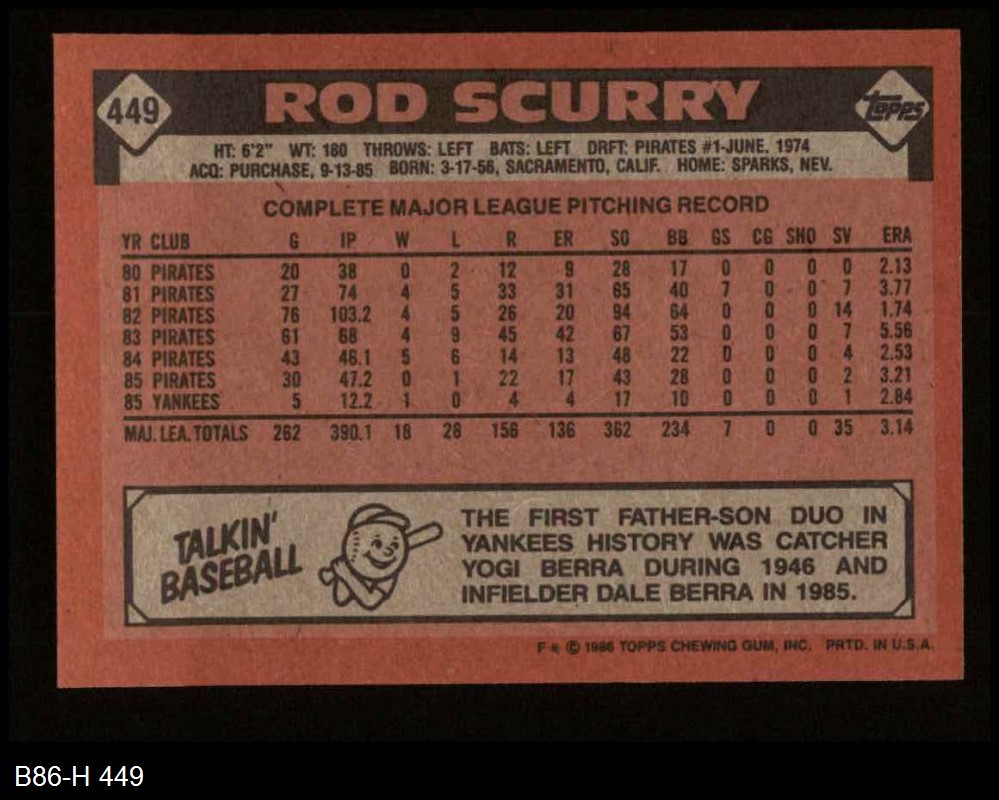 449 ROD SCURRY TOPPS
HT: 6'2" WT: 180 THROWS: LEFT BATS: LEFT DRFT: PIRATES #1-JUNE, 1974
ACQ: PURCHASE, 9-13-85 BORN: 3-17-56, SACRAMENTO, CALIF. HOME: SPARKS, NEV.
COMPLETE MAJOR LEAGUE PITCHING RECORD
YR CLUB G IP W L R ER SO BB GS CG SHO SV ERA
80 PIRATES 20 38 0 2 12 9 28 17 0 0 0 0 2.13
81 PIRATES 27 74 4 5 33 31 65 40 7 0 0 7 3.77
82 PIRATES 76 103.2 4 5 26 20 94 64 0 0 0 14 1.74
83 PIRATES 61 68 4 9 45 42 67 53 0 0 0 7 5.56
84 PIRATES 43 46.1 5 6 14 13 48 22 0 0 0 4 2.53
85 PIRATES 30 47.2 0 1 22 17 43 28 0 0 0 2 3.21
85 YANKEES 5 12.2 1 0 4 4 17 10 0 0 0 1 2.84
MAJ. LEA. TOTALS 262 390.1 18 28 156 136 362 234 7 0 0 35 3.14
TALKIN'
BASEBALL
THE FIRST FATHER-SON DUO IN
YANKEES HISTORY WAS CATCHER
YOGI BERRA DURING 1946 AND
INFIELDER DALE BERRA IN 1985.
F * © 1986 TOPPS CHEWING GUM, INC. PRTD. IN U.S.A.
B86-H 449